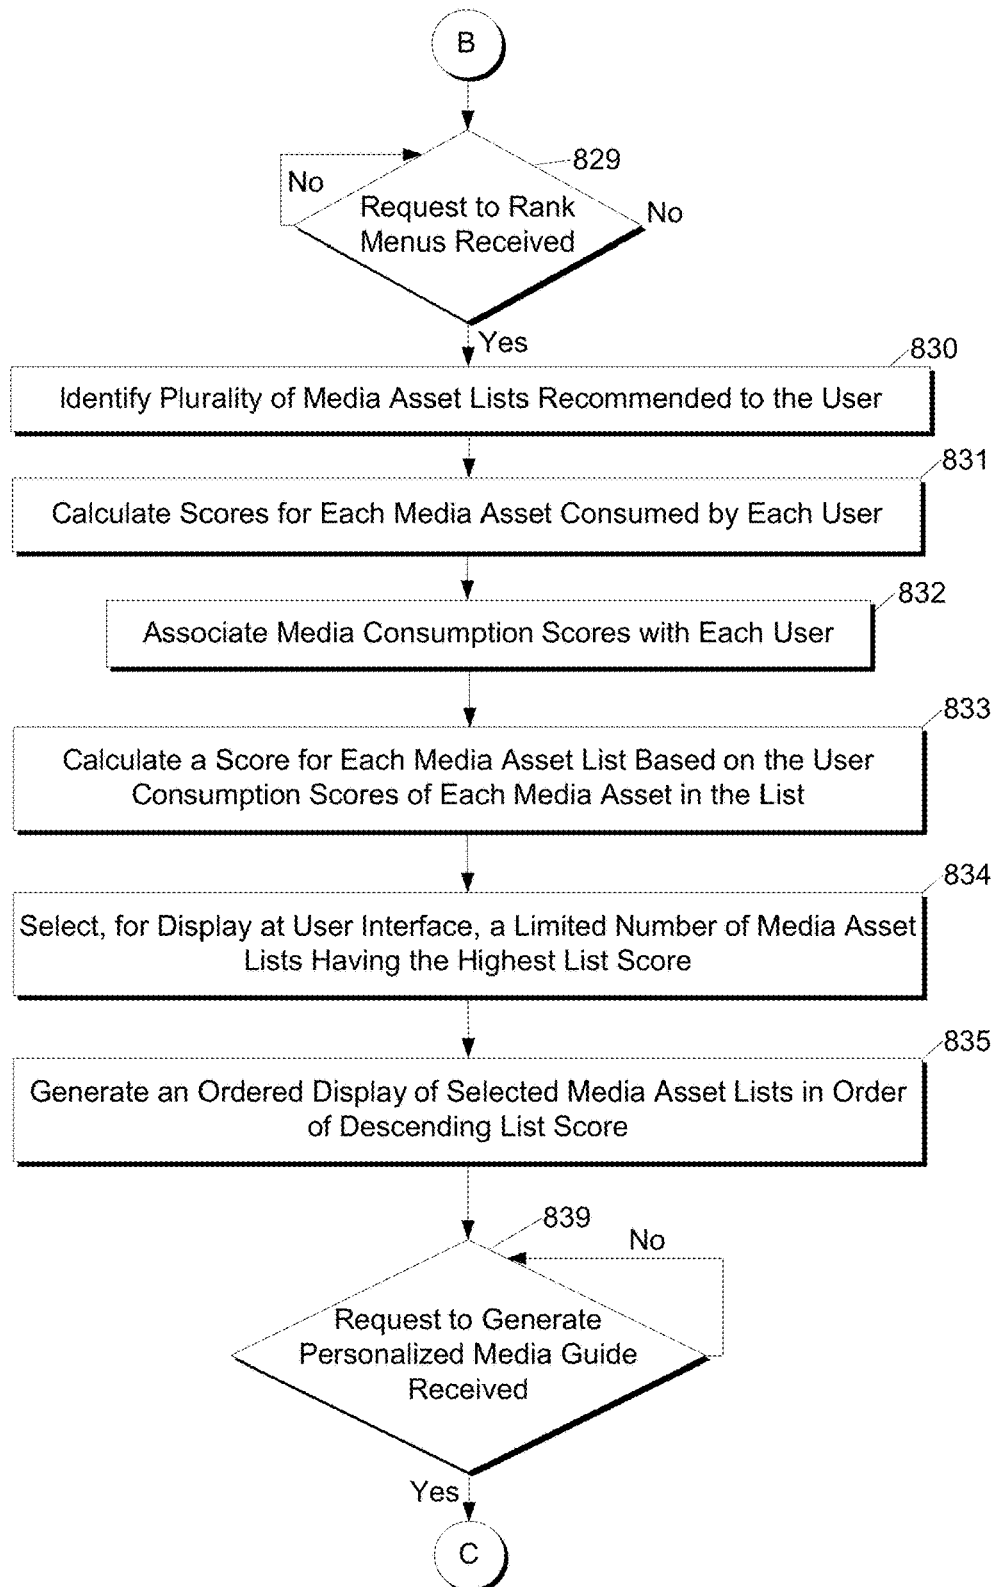 B
829
No
Request to Rank
Menus Received
No
Yes
830
Identify Plurality of Media Asset Lists Recommended to the User
831
Calculate Scores for Each Media Asset Consumed by Each User
832
Associate Media Consumption Scores with Each User
833
Calculate a Score for Each Media Asset List Based on the User
Consumption Scores of Each Media Asset in the List
834
Select, for Display at User Interface, a Limited Number of Media Asset
Lists Having the Highest List Score
835
Generate an Ordered Display of Selected Media Asset Lists in Order
of Descending List Score
839
No
Request to Generate
Personalized Media Guide
Received
Yes
C